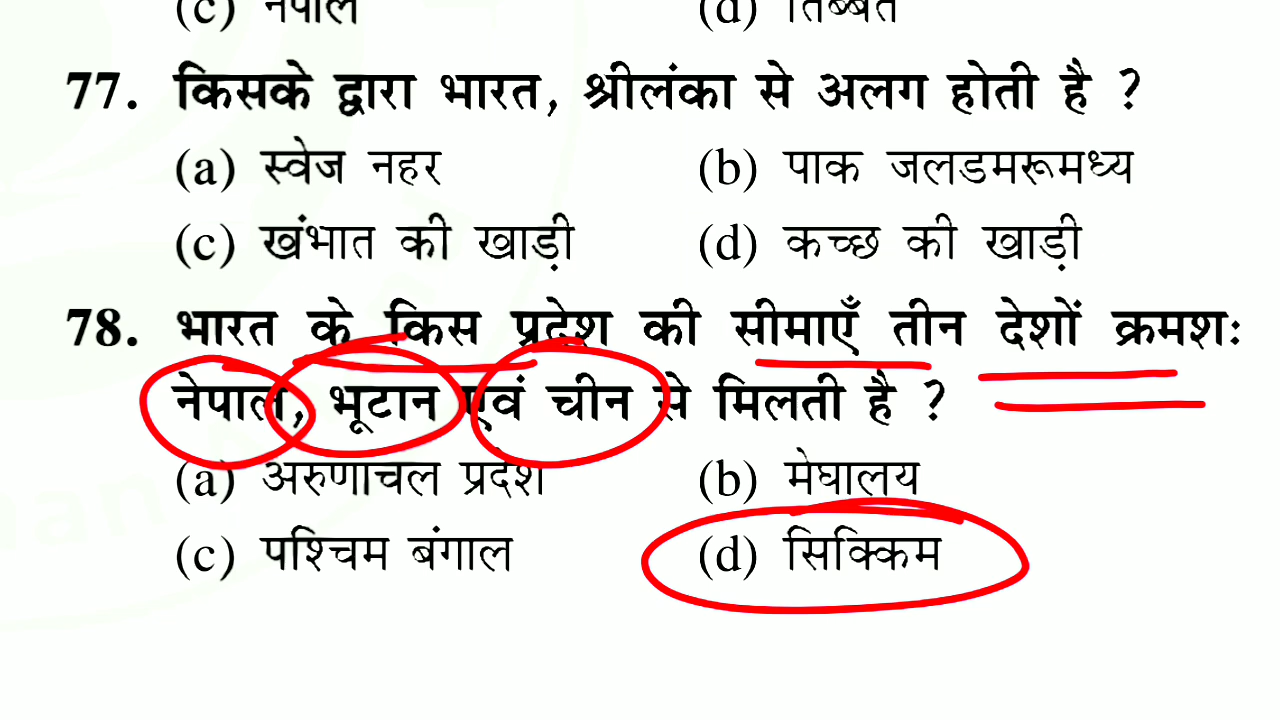 (c) नेपाल (d) तिब्बत
77. किसके द्वारा भारत, श्रीलंका से अलग होती है ?
(a) स्वेज नहर (b) पाक जलडमरूमध्य
(c) खंभात की खाड़ी (d) कच्छ की खाड़ी
78. भारत के किस प्रदेश की सीमाएँ तीन देशों क्रमशः
नेपाल, भूटान एवं चीन से मिलती है ?
(a) अरुणाचल प्रदेश (b) मेघालय
(c) पश्चिम बंगाल (d) सिक्किम